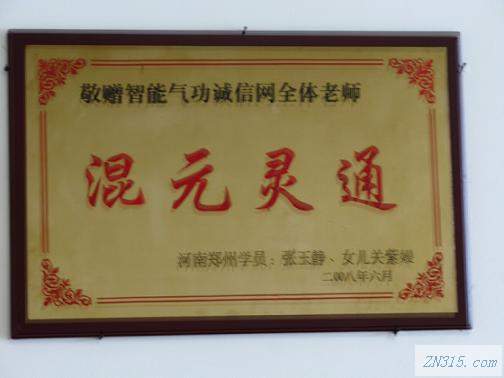 敬赠智能气功诚信网全体老师
混元灵通
河南郑州学员：张玉静、女儿关紫嫒
二00八年六月
ZN315.com